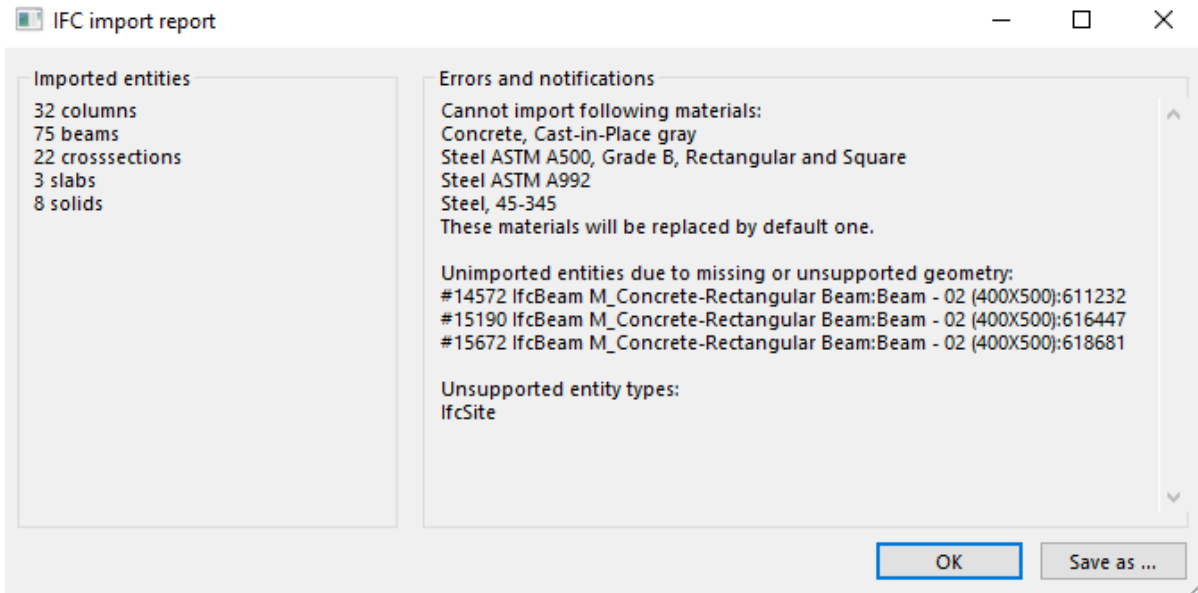 IFC import report
Imported entities
32 columns
75 beams
22 crosssections
3 slabs
8 solids
Errors and notifications
Cannot import following materials:
Concrete, Cast-in-Place gray
Steel ASTM A500, Grade B, Rectangular and Square
Steel ASTM A992
Steel, 45-345
These materials will be replaced by default one.
Unimported entities due to missing or unsupported geometry:
#14572 IfcBeam M_Concrete-Rectangular Beam:Beam - 02 (400X500):611232
#15190 IfcBeam M_Concrete-Rectangular Beam:Beam - 02 (400X500):616447
#15672 IfcBeam M_Concrete-Rectangular Beam:Beam - 02 (400X500):618681
Unsupported entity types:
IfcSite
OK
Save as ...